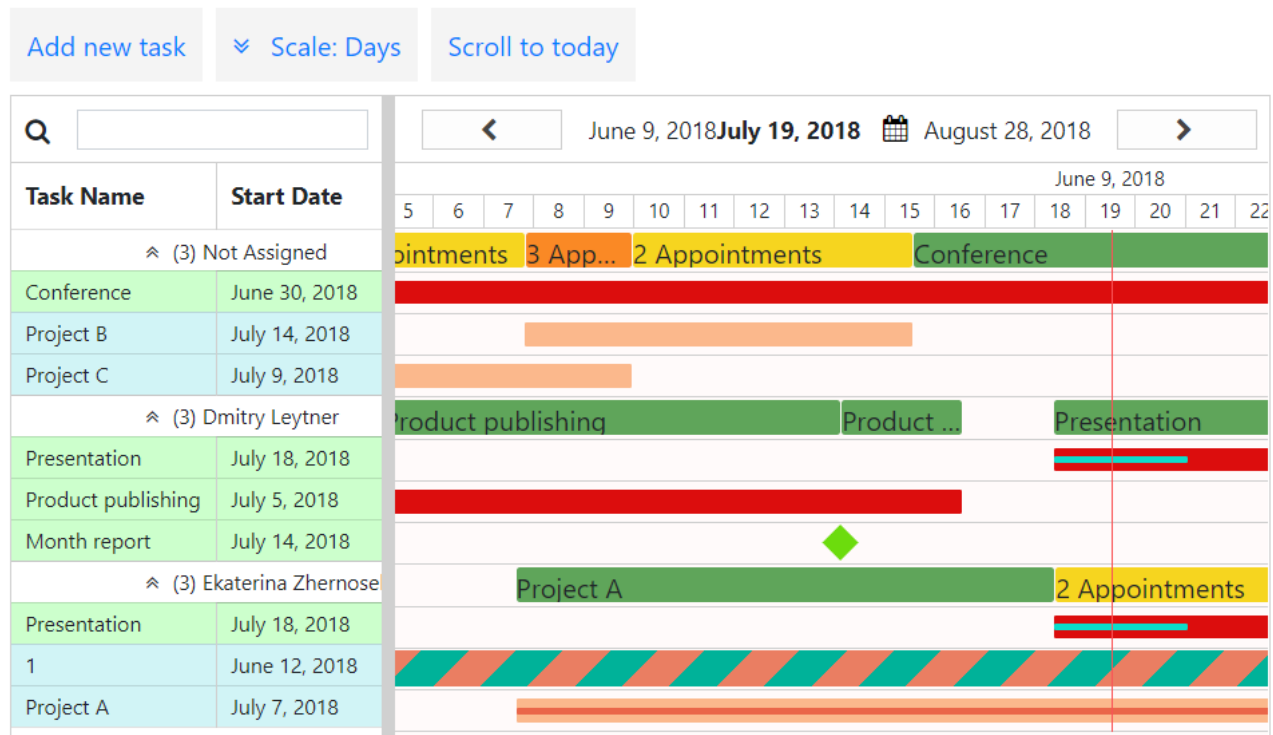 Add new task Scale: Days Scroll to today
June 9, 2018 July 19, 2018 August 28, 2018
June 9, 2018
Task Name Start Date
5 6 7 8 9 10 11 12 13 14 15 16 17 18 19 20 21 22
(3) Not Assigned ointments 3 App... 2 Appointments Conference
Conference June 30, 2018
Project B July 14, 2018
Project C July 9, 2018
(3) Dmitry Leytner Product publishing Product ... Presentation
Presentation July 18, 2018
Product publishing July 5, 2018
Month report July 14, 2018
(3) Ekaterina Zhernosel Project A 2 Appointments
Presentation July 18, 2018
1 June 12, 2018
Project A July 7, 2018